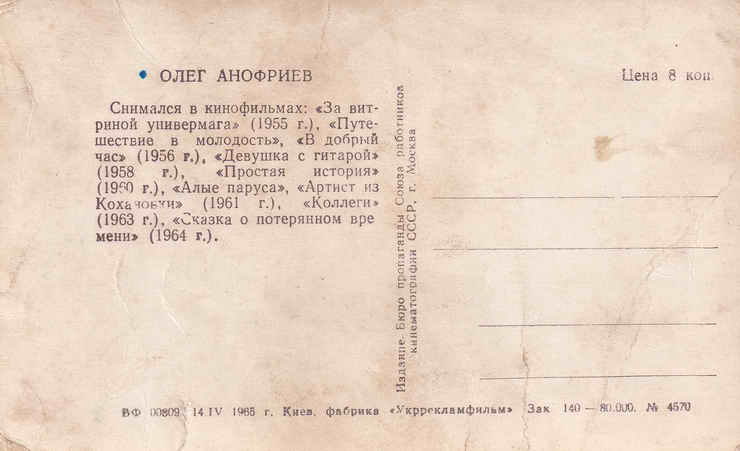 ОЛЕГ АНОФРИЕВ
Снимался в кинофильмах: «За вит-
риной универмага» (1955 г.), «Путе-
шествие в молодость», «В добрый
час» (1956 г.), «Девушка с гитарой»
(1958 г.), «Простая история»
(1960 г.), «Алые паруса», «Артист из
Кохановки» (1961 г.), «Коллеги»
(1963 г.), «Сказка о потерянном вре
мени» (1964 г.).
Издание Бюро пропаганды Союза работников
кинематографии СССР, г. Москва
Цена 8 коп.
БФ 00809 14 IV 1965 г. Киев, фабрика «Укррекламфильм» Зак 140 — 80.000. № 4570